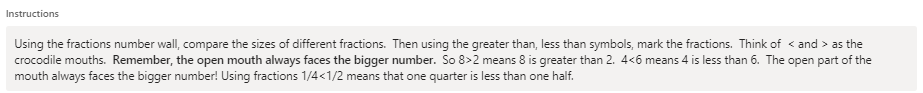 Instructions
Using the fractions number wall, compare the sizes of different fractions.  Then using the greater than, less than symbols, mark the fractions.  Think of  < and > as the
crocodile mouths.  Remember, the open mouth always faces the bigger number.  So 8>2 means 8 is greater than 2.  4<6 means 4 is less than 6.  The open part of the
mouth always faces the bigger number! Using fractions 1/4<1/2 means that one quarter is less than one half.